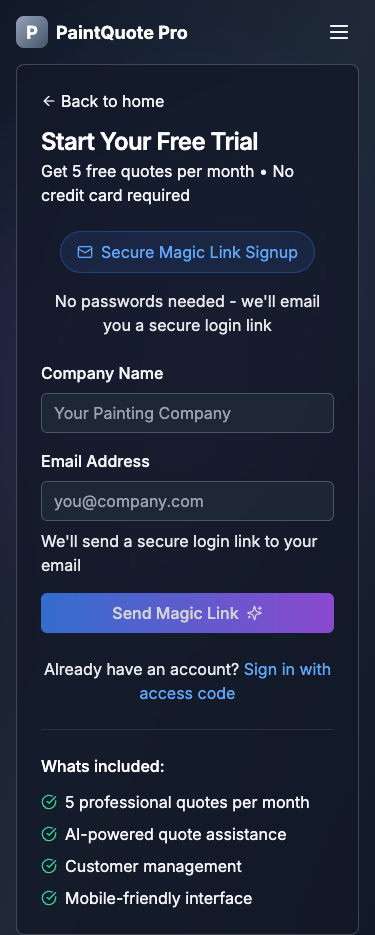 P PaintQuote Pro
← Back to home
Start Your Free Trial
Get 5 free quotes per month • No
credit card required
Secure Magic Link Signup
No passwords needed - we'll email
you a secure login link
Company Name
Your Painting Company
Email Address
you@company.com
We'll send a secure login link to your
email
Send Magic Link
Already have an account? Sign in with
access code
Whats included:
5 professional quotes per month
AI-powered quote assistance
Customer management
Mobile-friendly interface